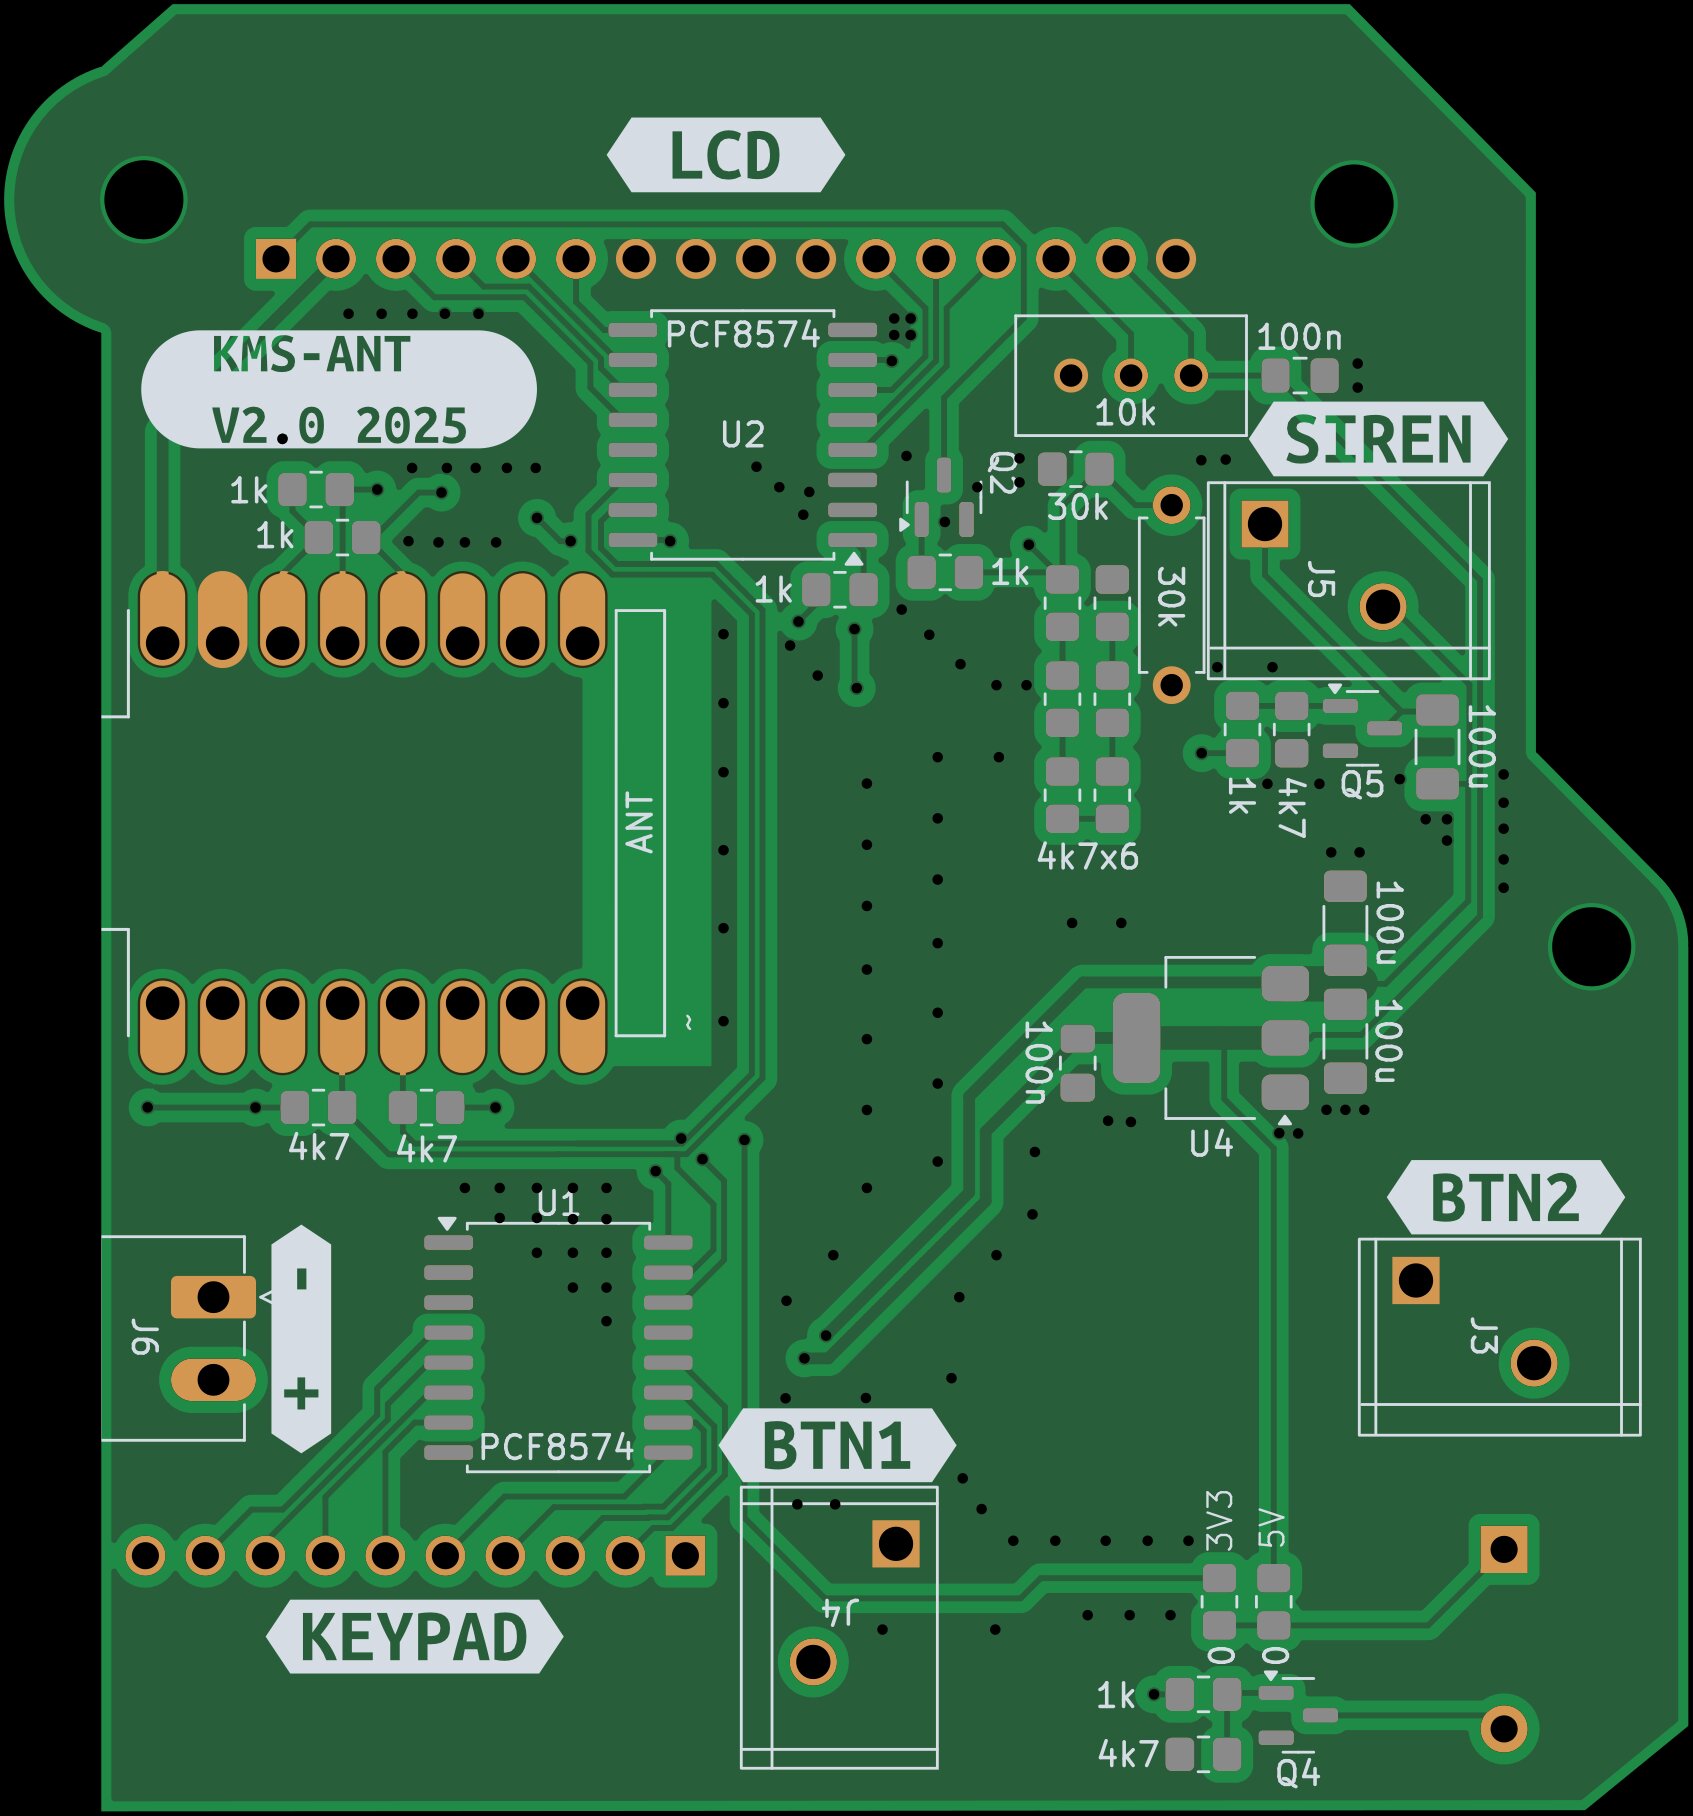 LCD
PCF8574
U2
KMS-ANT
V2.0 2025
100n
10k
SIREN
1k
1k
Q2
30k
1k
1k
30k
J5
100u
1k
4k7
Q5
ANT
4k7x6
100u
~
100n
100u
U4
4k7
4k7
U1
BTN2
-
+
J6
J3
PCF8574
BTN1
3V3
5V
J4
KEYPAD
0
0
1k
4k7
Q4